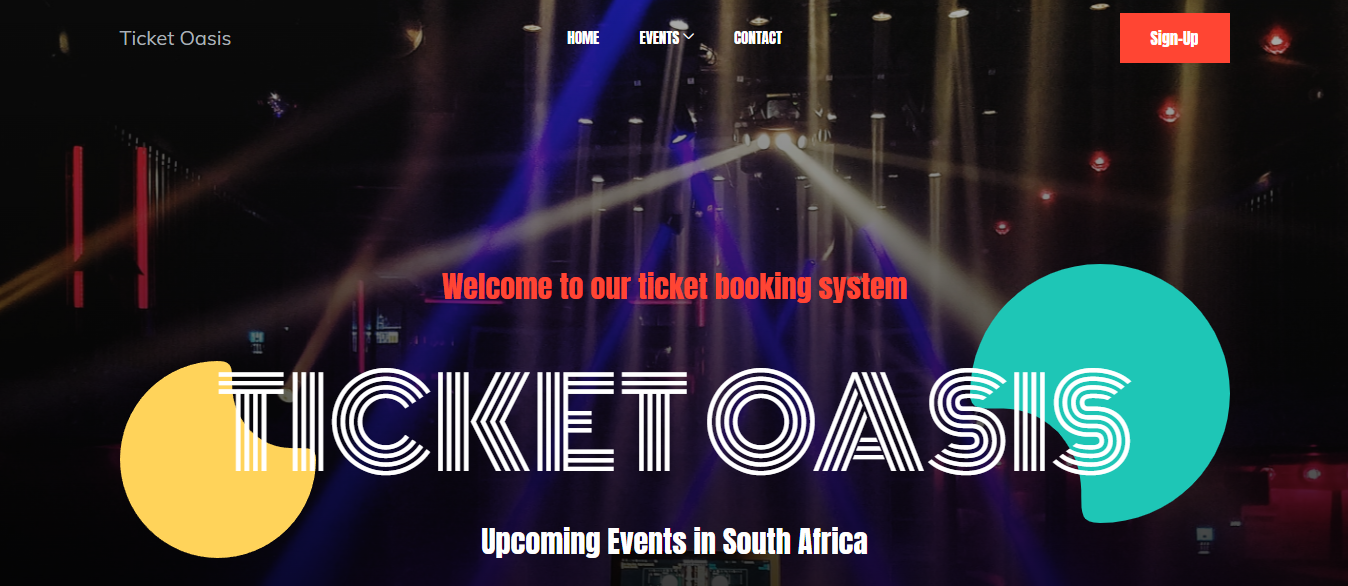 Ticket Oasis
HOME EVENTS CONTACT
Sign-Up
Welcome to our ticket booking system
TICKET OASIS
Upcoming Events in South Africa